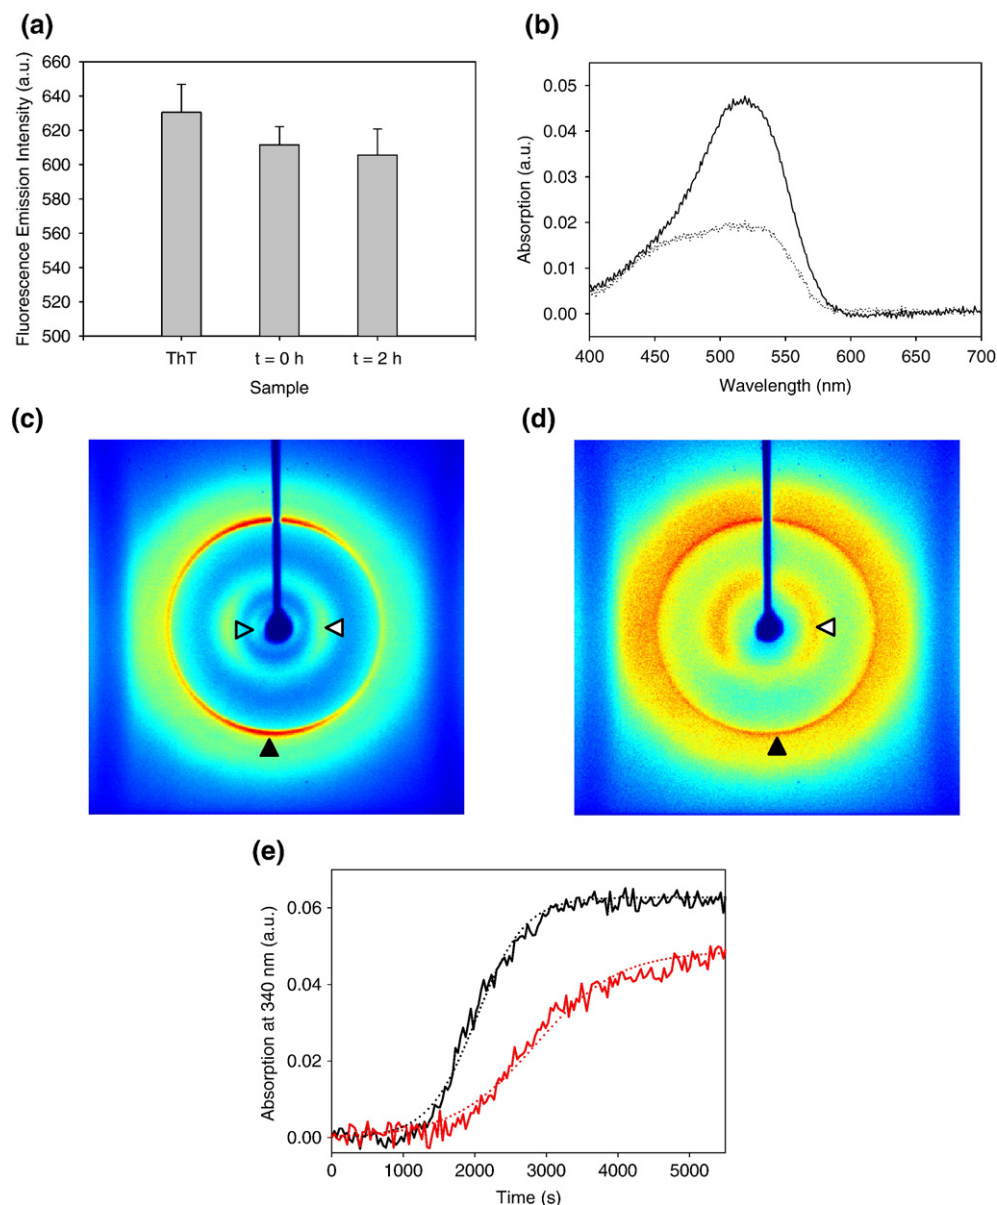 (a)
Fluorescence Emission Intensity (a.u.)
660
640
620
600
580
560
540
520
500
ThT
t = 0 h
t = 2 h
Sample
(b)
Absorption (a.u.)
0.05
0.04
0.03
0.02
0.01
0.00
400
450
500
550
600
650
700
Wavelength (nm)
(c)
(d)
(e)
Absorption at 340 nm (a.u.)
0.06
0.04
0.02
0.00
0
1000
2000
3000
4000
5000
Time (s)